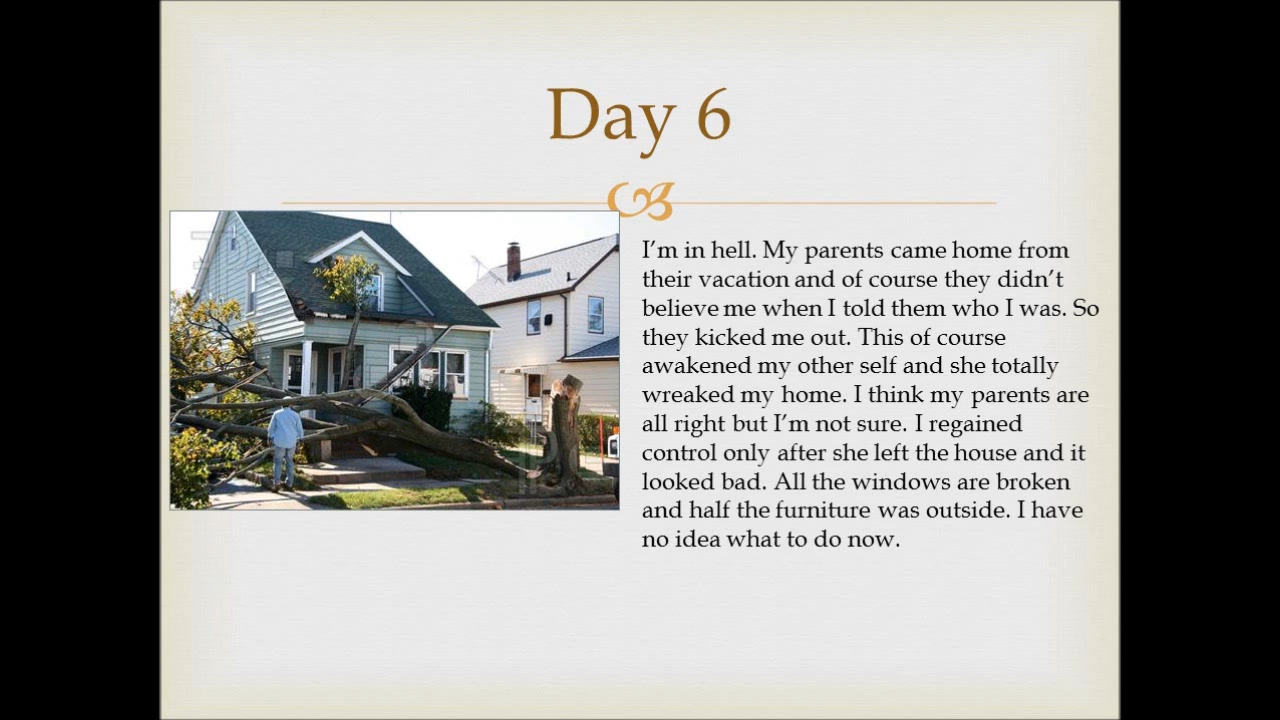 Day 6
I'm in hell. My parents came home from
their vacation and of course they didn't
believe me when I told them who I was. So
they kicked me out. This of course
awakened my other self and she totally
wreaked my home. I think my parents are
all right but I'm not sure. I regained
control only after she left the house and it
looked bad. All the windows are broken
and half the furniture was outside. I have
no idea what to do now.